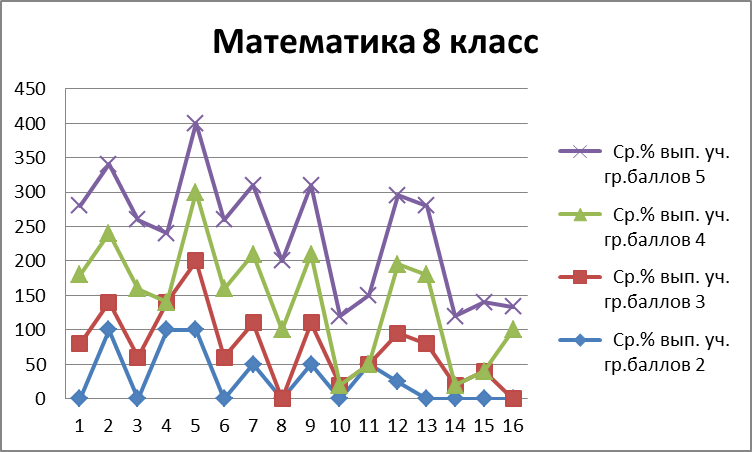 Математика 8 класс
450
400
350
300
250
200
150
100
50
0
1 2 3 4 5 6 7 8 9 10 11 12 13 14 15 16
Ср.% вып. уч.
гр.баллов 5
Ср.% вып. уч.
гр.баллов 4
Ср.% вып. уч.
гр.баллов 3
Ср.% вып. уч.
гр.баллов 2